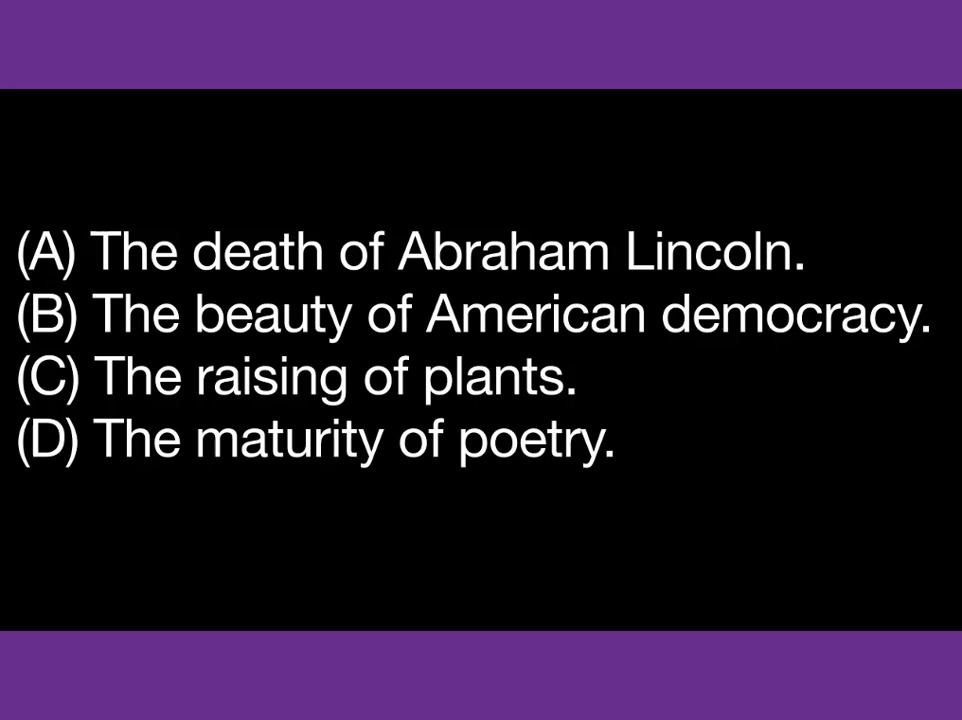 (A) The death of Abraham Lincoln.
(B) The beauty of American democracy.
(C) The raising of plants.
(D) The maturity of poetry.